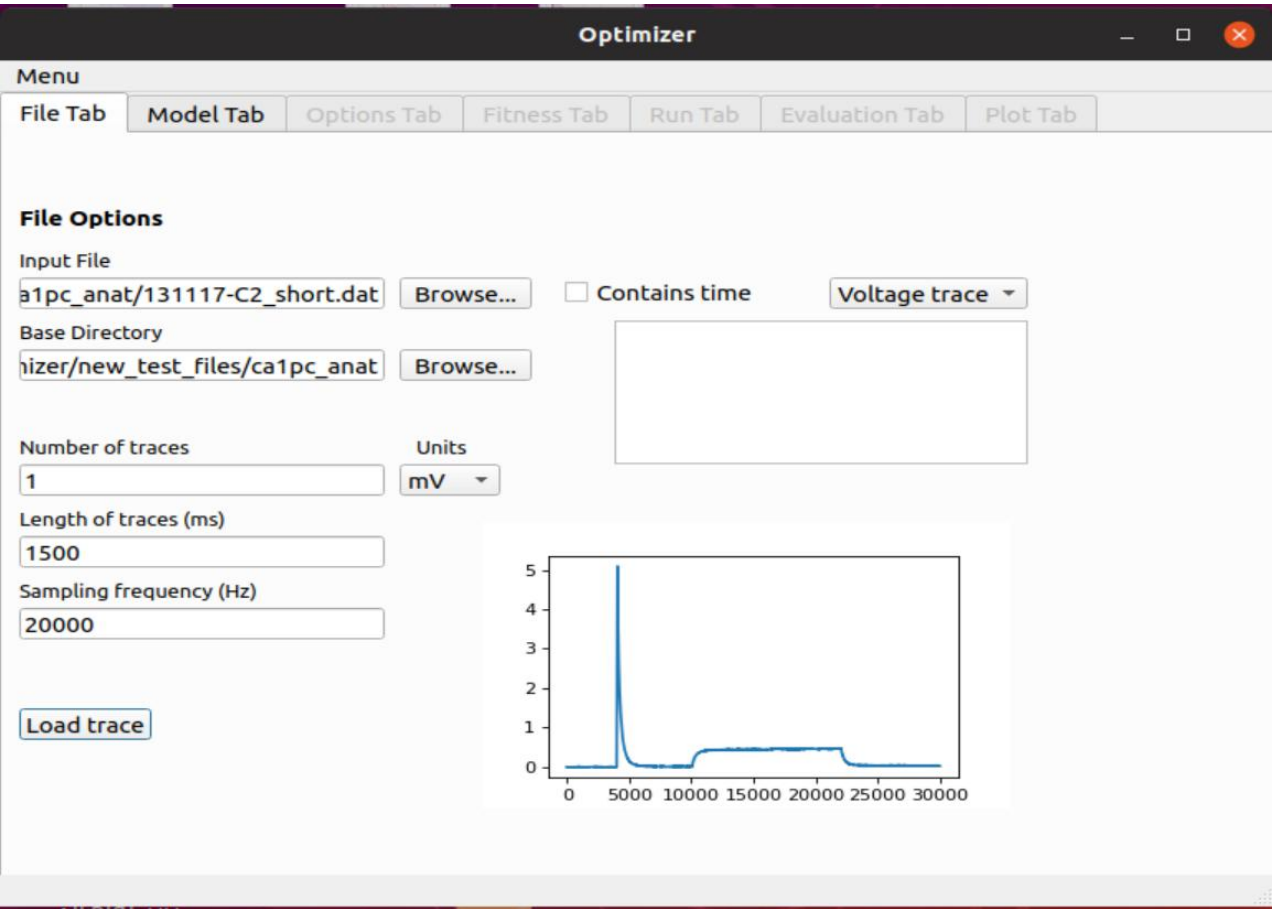 Optimizer
Menu
File Tab Model Tab Options Tab Fitness Tab Run Tab Evaluation Tab Plot Tab
File Options
Input File
a1pc_anat/131117-C2_short.dat Browse... Contains time Voltage trace
Base Directory
nizer/new_test_files/ca1pc_anat Browse...
Number of traces Units
1 mV
Length of traces (ms)
1500
Sampling frequency (Hz)
20000
Load trace
5
4
3
2
1
0
0 5000 10000 15000 20000 25000 30000